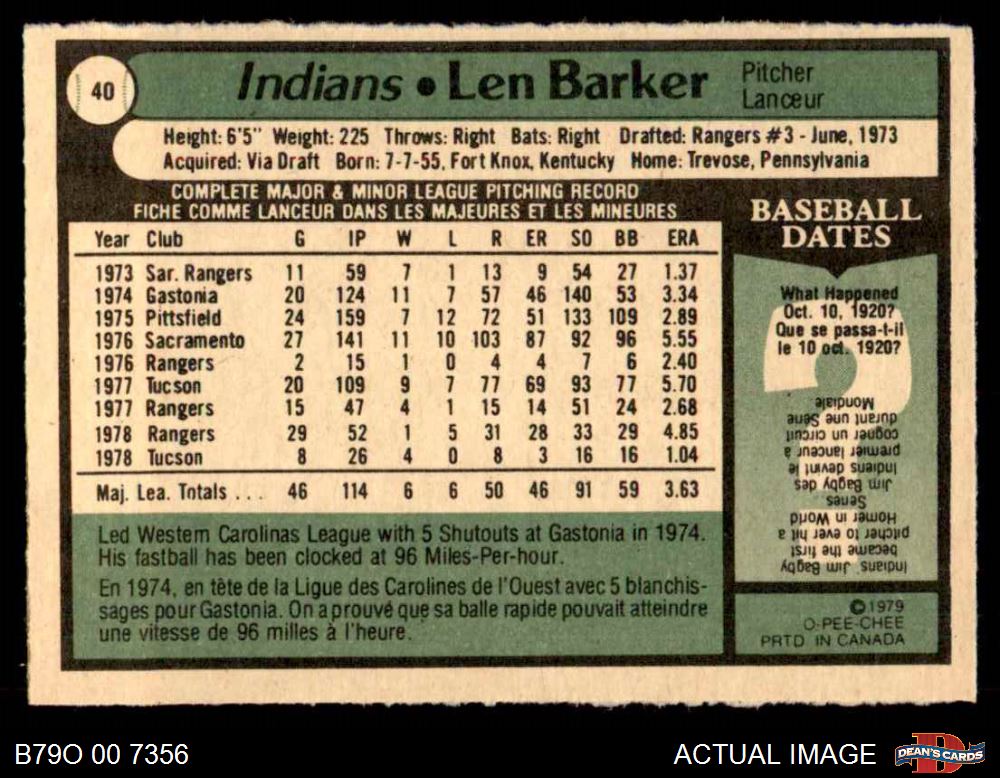 40
Indians • Len Barker
Pitcher
Lanceur
Height: 6'5" Weight: 225 Throws: Right Bats: Right Drafted: Rangers #3 - June, 1973
Acquired: Via Draft Born: 7-7-55, Fort Knox, Kentucky Home: Trevose, Pennsylvania
COMPLETE MAJOR & MINOR LEAGUE PITCHING RECORD
FICHE COMME LANCEUR DANS LES MAJEURES ET LES MINEURES
Year Club G IP W L R ER SO BB ERA
1973 Sar. Rangers 11 59 7 1 13 9 54 27 1.37
1974 Gastonia 20 124 11 7 57 46 140 53 3.34
1975 Pittsfield 24 159 7 12 72 51 133 109 2.89
1976 Sacramento 27 141 11 10 103 87 92 96 5.55
1976 Rangers 2 15 1 0 4 4 7 6 2.40
1977 Tucson 20 109 9 7 77 69 93 77 5.70
1977 Rangers 15 47 4 1 15 14 51 24 2.68
1978 Rangers 29 52 1 5 31 28 33 29 4.85
1978 Tucson 8 26 4 0 8 3 16 16 1.04
Maj. Lea. Totals . . . 46 114 6 6 50 46 91 59 3.63
Led Western Carolinas League with 5 Shutouts at Gastonia in 1974.
His fastball has been clocked at 96 Miles-Per-hour.
En 1974, en tête de la Ligue des Carolines de l'Ouest avec 5 blanchis-
sages pour Gastonia. On a prouvé que sa balle rapide pouvait atteindre
une vitesse de 96 milles à l'heure.
BASEBALL
DATES
What Happened
Oct. 10, 1920?
Que se passa-t-il
le 10 oct. 1920?
Indians Jim Bagby
became the first
pitcher to ever hit a
Homer in World
Series
Jim Bagby des
Indians devint le
premier lanceur à
cogner un circuit
durant une Série
Mondiale
©1979
O-PEE-CHEE
PRTD IN CANADA
B79O 00 7356
ACTUAL IMAGE
DEAN'S CARDS